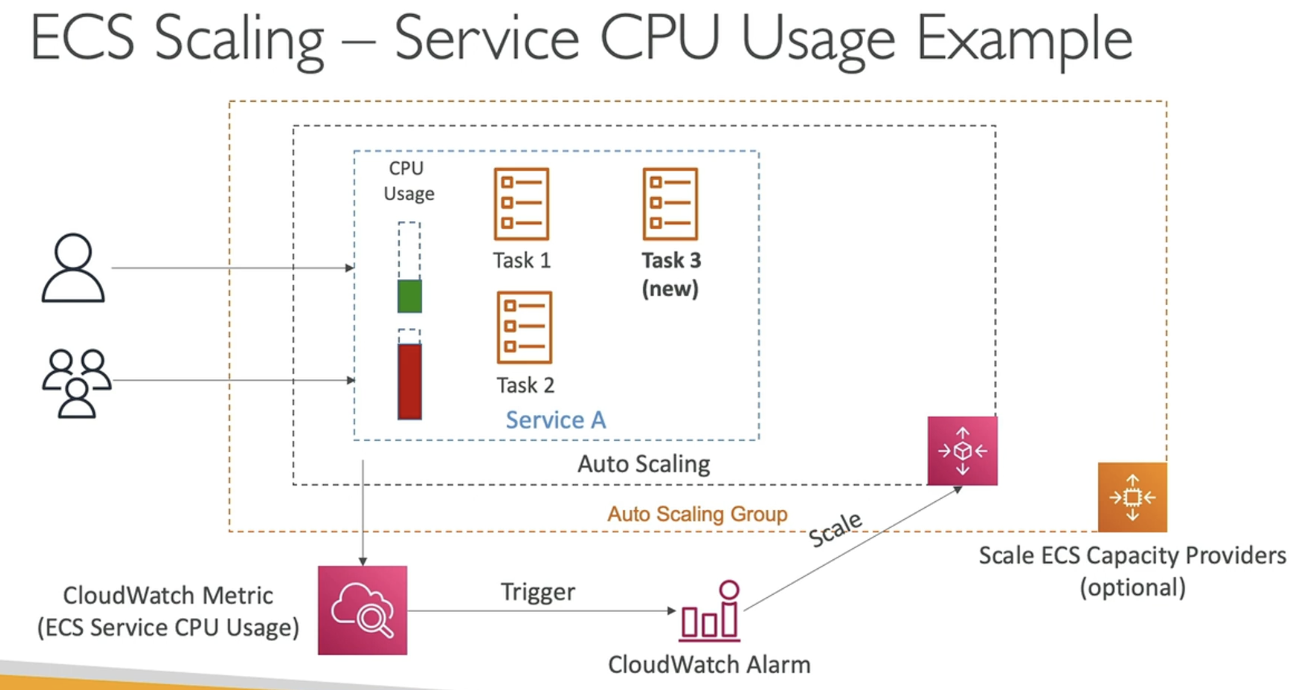 ECS Scaling – Service CPU Usage Example
CPU
Usage
Task 1
Task 3
(new)
Task 2
Service A
Auto Scaling
Auto Scaling Group
Scale
Scale ECS Capacity Providers
(optional)
CloudWatch Metric
(ECS Service CPU Usage)
Trigger
CloudWatch Alarm